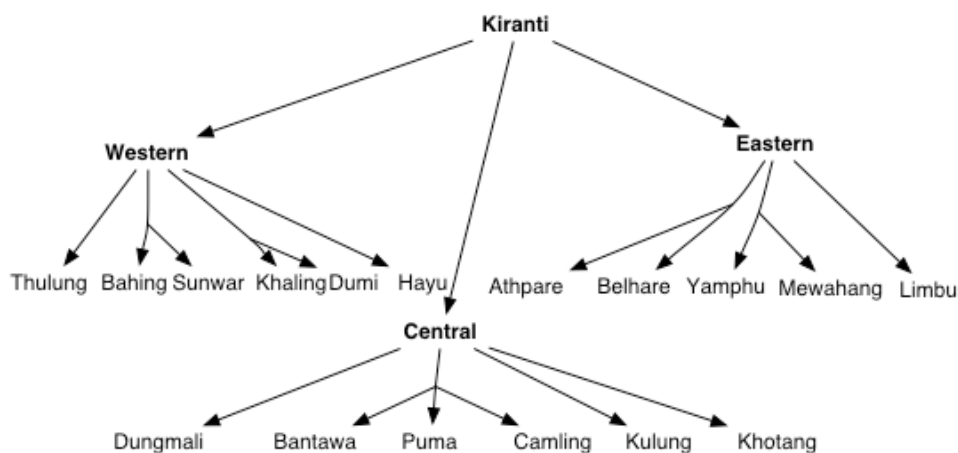 Kiranti
Western
Eastern
Thulung Bahing Sunwar Khaling Dumi Hayu Athpare Belhare Yamphu Mewahang Limbu
Central
Dungmali Bantawa Puma Camling Kulung Khotang